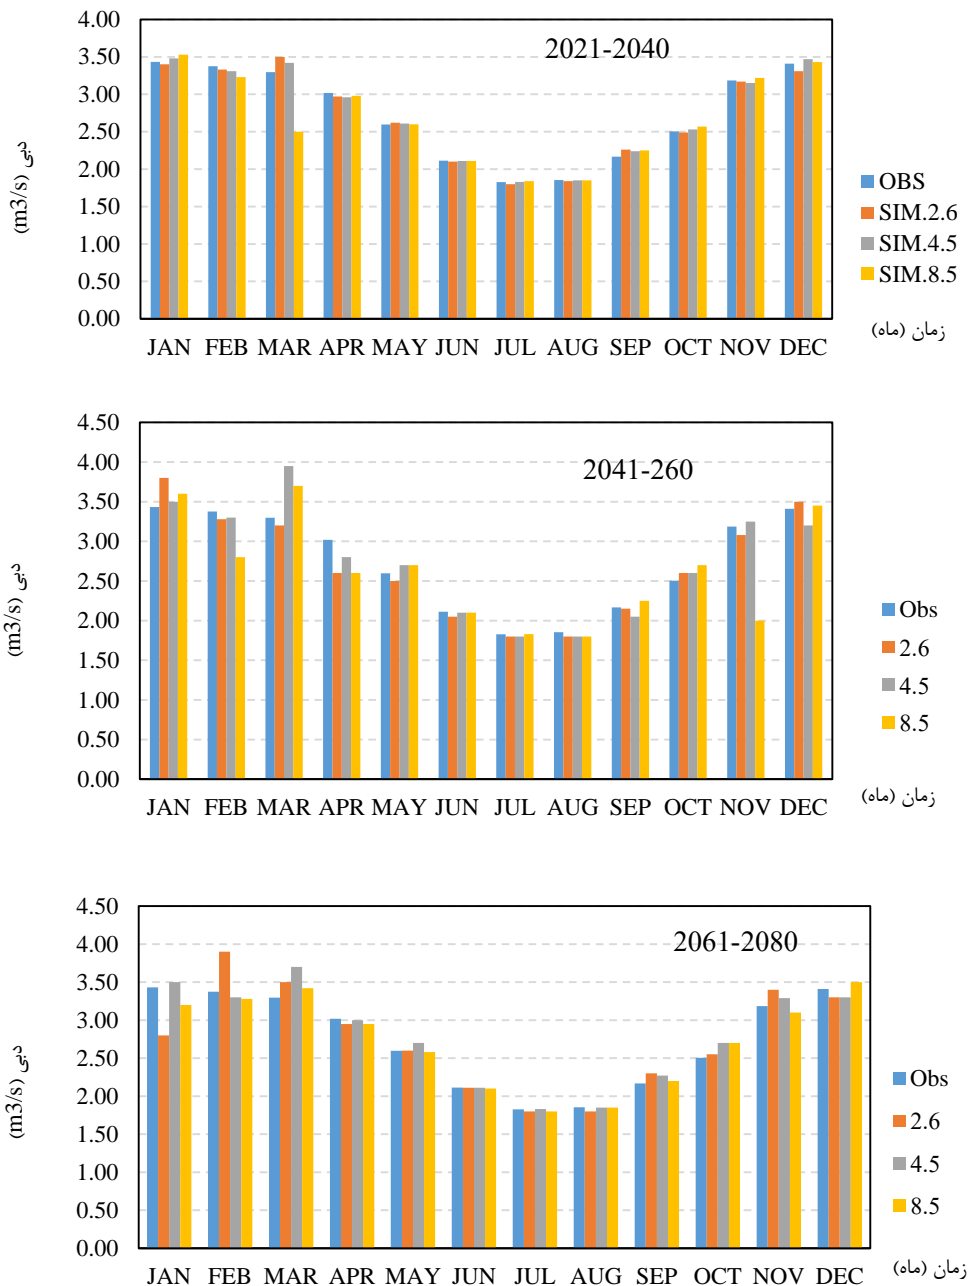 2021-2040
4.00
3.50
3.00
2.50
2.00
1.50
1.00
0.50
0.00
دبی (m3/s)
JAN FEB MAR APR MAY JUN JUL AUG SEP OCT NOV DEC
زمان (ماه)
OBS
SIM.2.6
SIM.4.5
SIM.8.5
2041-260
4.50
4.00
3.50
3.00
2.50
2.00
1.50
1.00
0.50
0.00
دبی (m3/s)
JAN FEB MAR APR MAY JUN JUL AUG SEP OCT NOV DEC
زمان (ماه)
Obs
2.6
4.5
8.5
2061-2080
4.50
4.00
3.50
3.00
2.50
2.00
1.50
1.00
0.50
0.00
دبی (m3/s)
JAN FEB MAR APR MAY JUN JUL AUG SEP OCT NOV DEC
زمان (ماه)
Obs
2.6
4.5
8.5